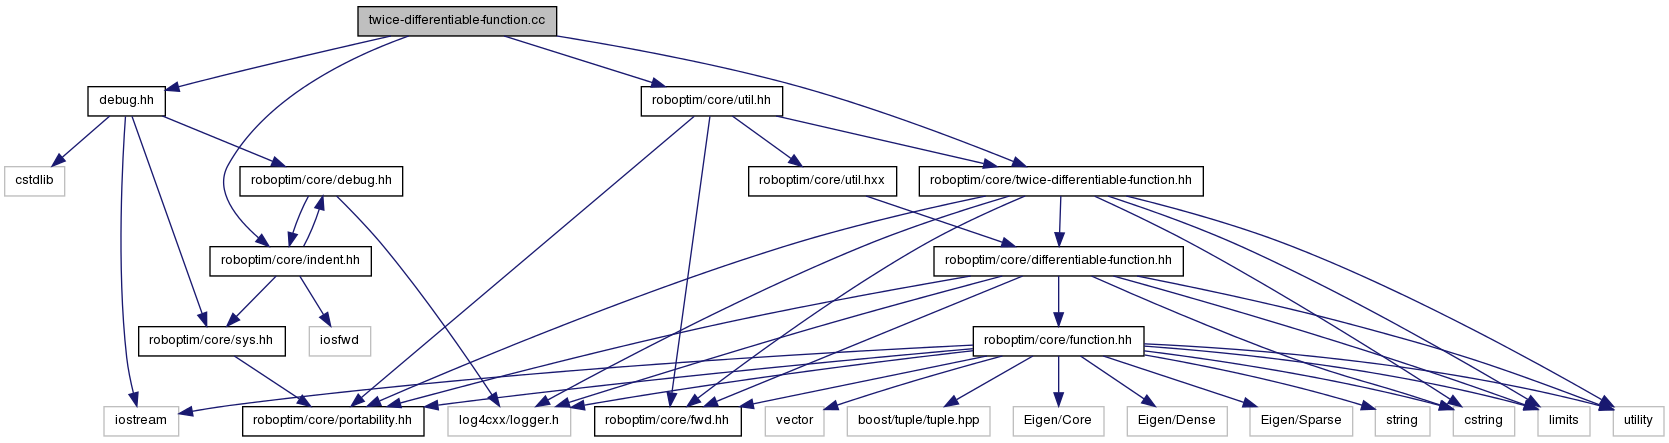 twice-differentiable-function.cc
debug.hh
roboptim/core/util.hh
cstdlib
roboptim/core/debug.hh
roboptim/core/util.hxx
roboptim/core/twice-differentiable-function.hh
roboptim/core/indent.hh
roboptim/core/differentiable-function.hh
roboptim/core/sys.hh
iosfwd
roboptim/core/function.hh
iostream
roboptim/core/portability.hh
log4cxx/logger.h
roboptim/core/fwd.hh
vector
boost/tuple/tuple.hpp
Eigen/Core
Eigen/Dense
Eigen/Sparse
string
cstring
limits
utility